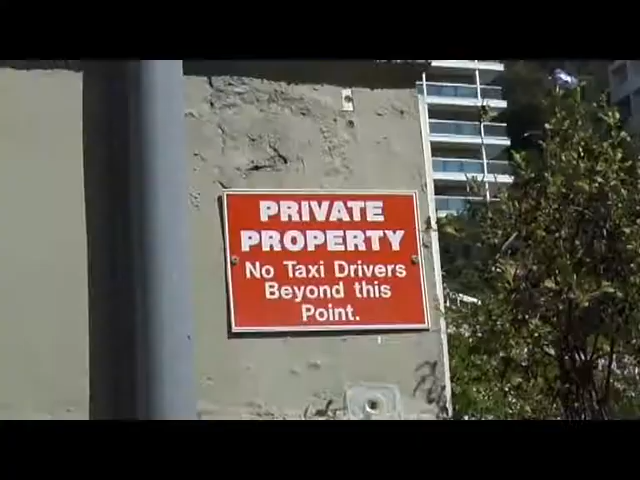 PRIVATE
PROPERTY
No Taxi Drivers
Beyond this
Point.